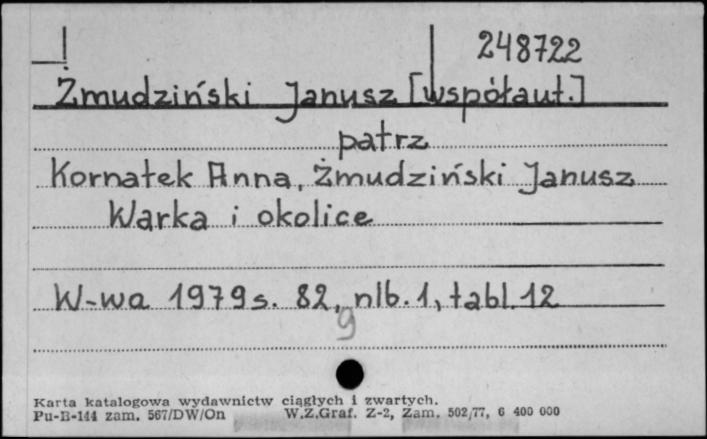 248722
Żmudziński Janusz [współaut.]
patrz
Kornatek Anna, Żmudziński Janusz
Warka i okolice
W-wa 1979 s. 82, nlb. 1, tabl. 12
g
Karta katalogowa wydawnictw ciągłych i zwartych.
Pu-B-144 zam. 567/DW/On W.Z.Graf. Z-2, Zam. 502/77, 6 400 000